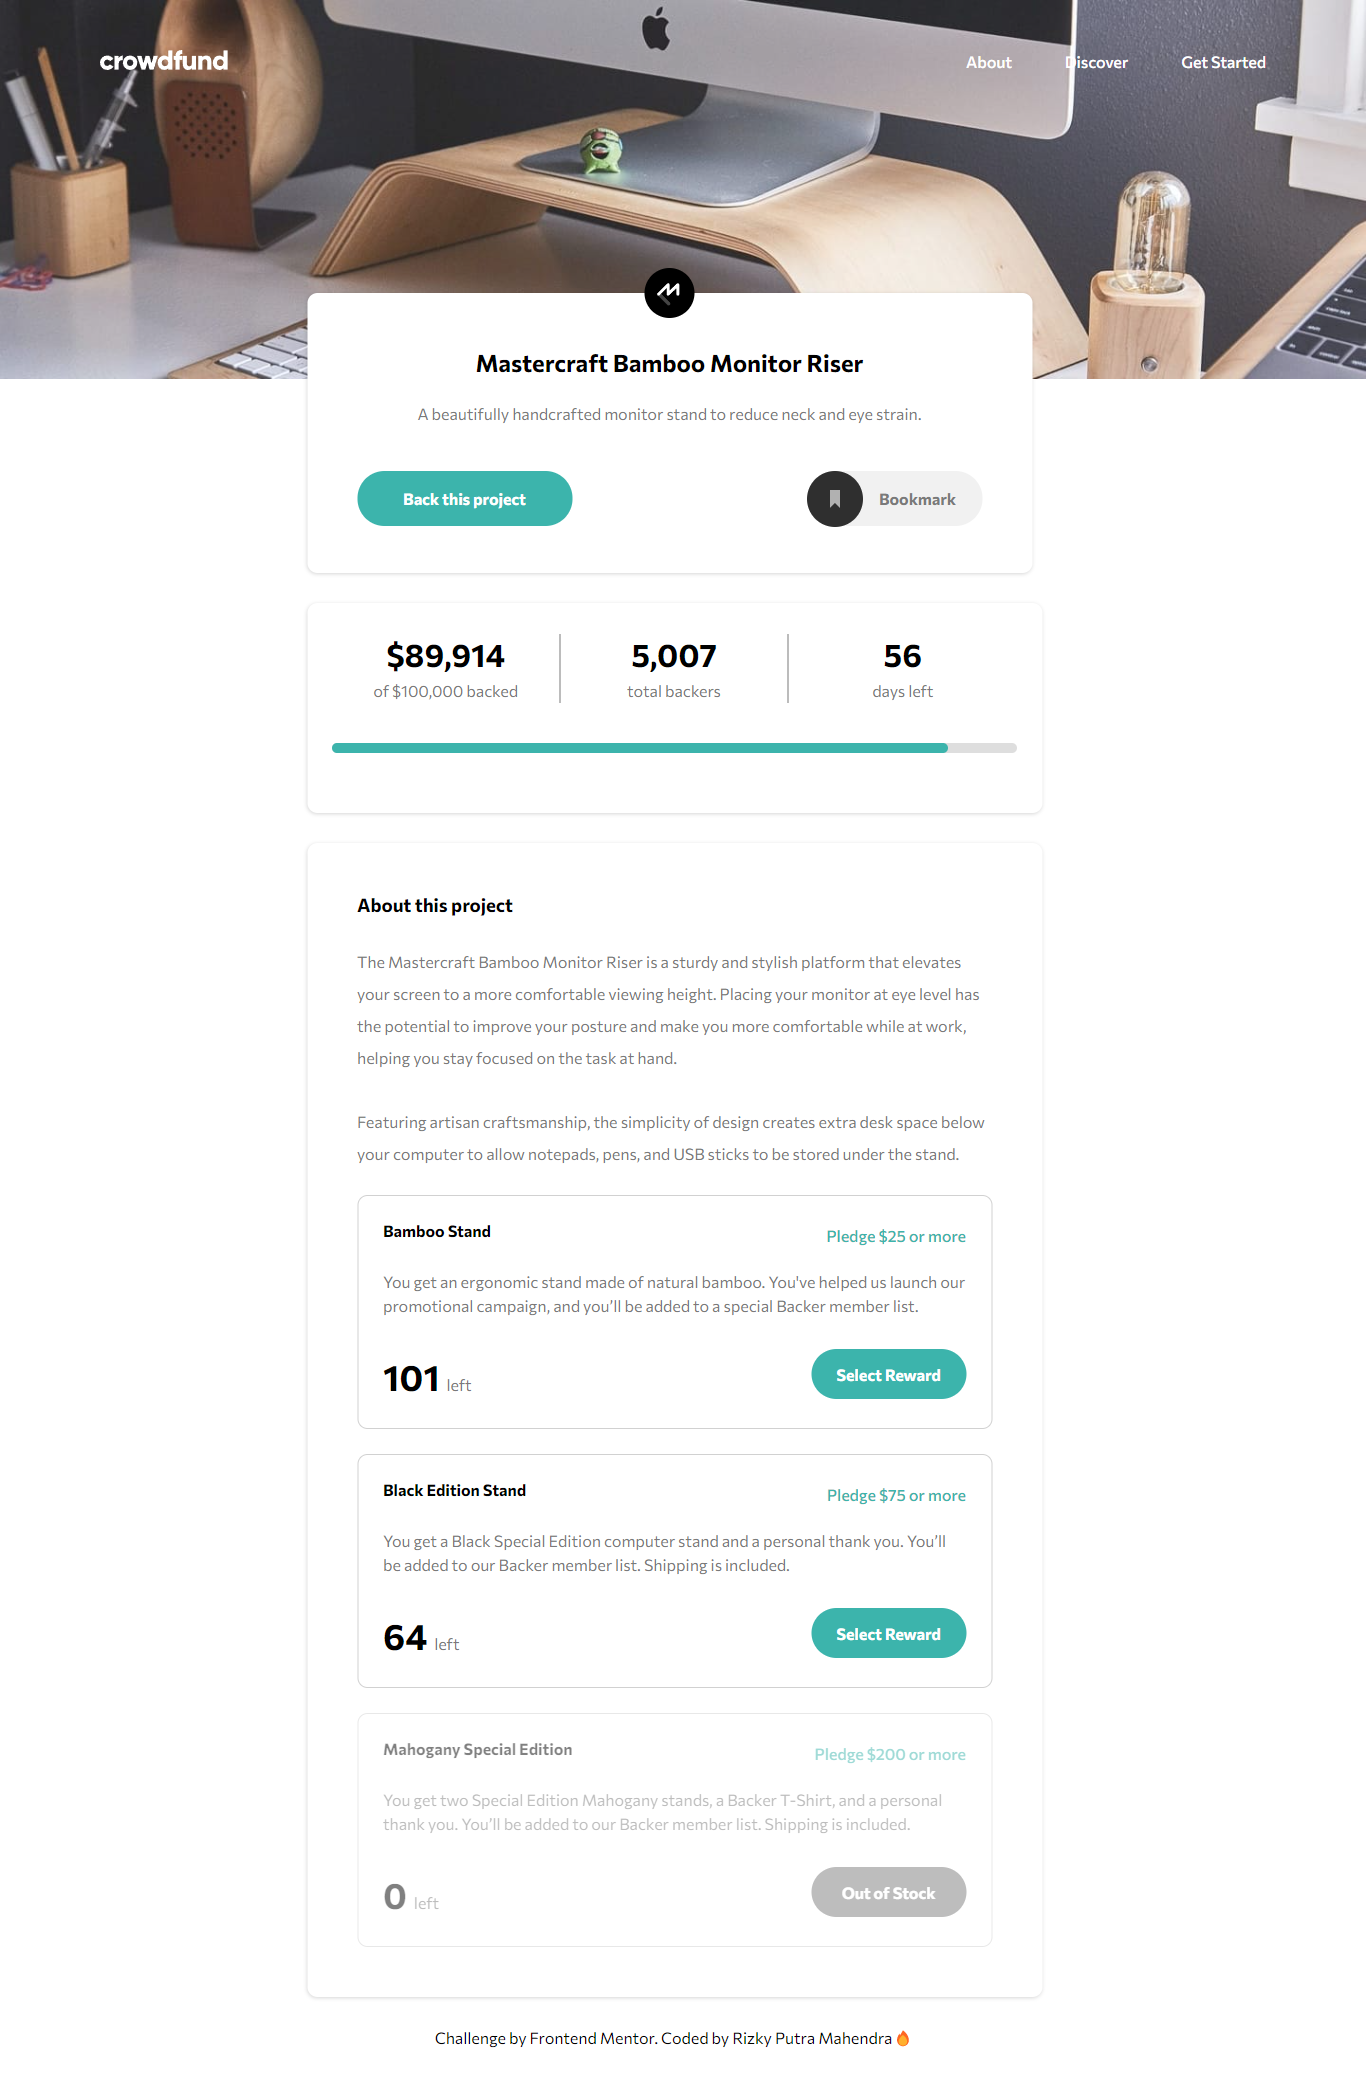 crowdfund
About Discover Get Started
Mastercraft Bamboo Monitor Riser
A beautifully handcrafted monitor stand to reduce neck and eye strain.
Back this project Bookmark
$89,914 5,007 56
of $100,000 backed total backers days left
About this project
The Mastercraft Bamboo Monitor Riser is a sturdy and stylish platform that elevates
your screen to a more comfortable viewing height. Placing your monitor at eye level has
the potential to improve your posture and make you more comfortable while at work,
helping you stay focused on the task at hand.
Featuring artisan craftsmanship, the simplicity of design creates extra desk space below
your computer to allow notepads, pens, and USB sticks to be stored under the stand.
Bamboo Stand Pledge $25 or more
You get an ergonomic stand made of natural bamboo. You've helped us launch our
promotional campaign, and you’ll be added to a special Backer member list.
101 left Select Reward
Black Edition Stand Pledge $75 or more
You get a Black Special Edition computer stand and a personal thank you. You’ll
be added to our Backer member list. Shipping is included.
64 left Select Reward
Mahogany Special Edition Pledge $200 or more
You get two Special Edition Mahogany stands, a Backer T-Shirt, and a personal
thank you. You’ll be added to our Backer member list. Shipping is included.
0 left Out of Stock
Challenge by Frontend Mentor. Coded by Rizky Putra Mahendra 🔥